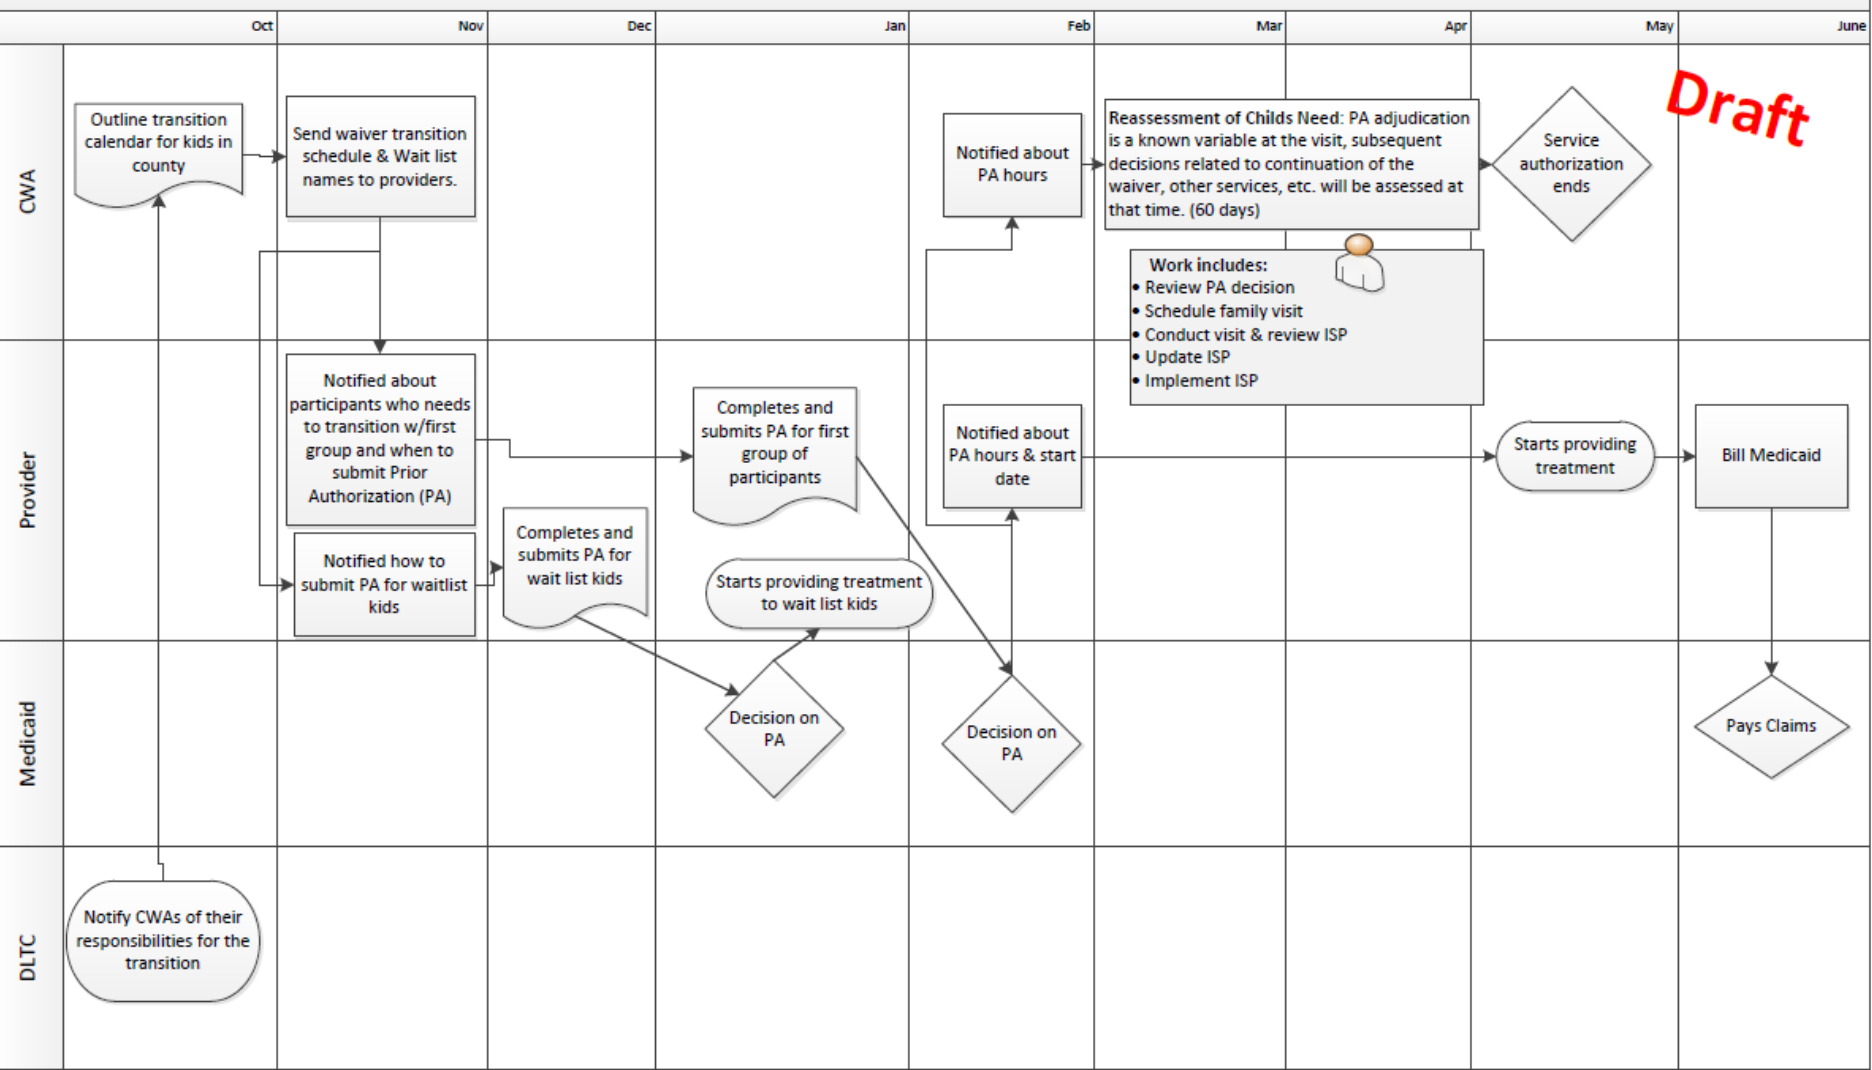 Oct
Nov
Dec
Jan
Feb
Mar
Apr
May
June
Draft
CWA
Outline transition
calendar for kids in
county
Send waiver transition
schedule & Wait list
names to providers.
Notified about
PA hours
Reassessment of Childs Need: PA adjudication
is a known variable at the visit, subsequent
decisions related to continuation of the
waiver, other services, etc. will be assessed at
that time. (60 days)
Service
authorization
ends
Work includes:
• Review PA decision
• Schedule family visit
• Conduct visit & review ISP
• Update ISP
• Implement ISP
Provider
Notified about
participants who needs
to transition w/first
group and when to
submit Prior
Authorization (PA)
Notified how to
submit PA for waitlist
kids
Completes and
submits PA for
wait list kids
Completes and
submits PA for first
group of
participants
Starts providing treatment
to wait list kids
Notified about
PA hours & start
date
Starts providing
treatment
Bill Medicaid
Medicaid
Decision on
PA
Decision on
PA
Pays Claims
DLTC
Notify CWAs of their
responsibilities for the
transition